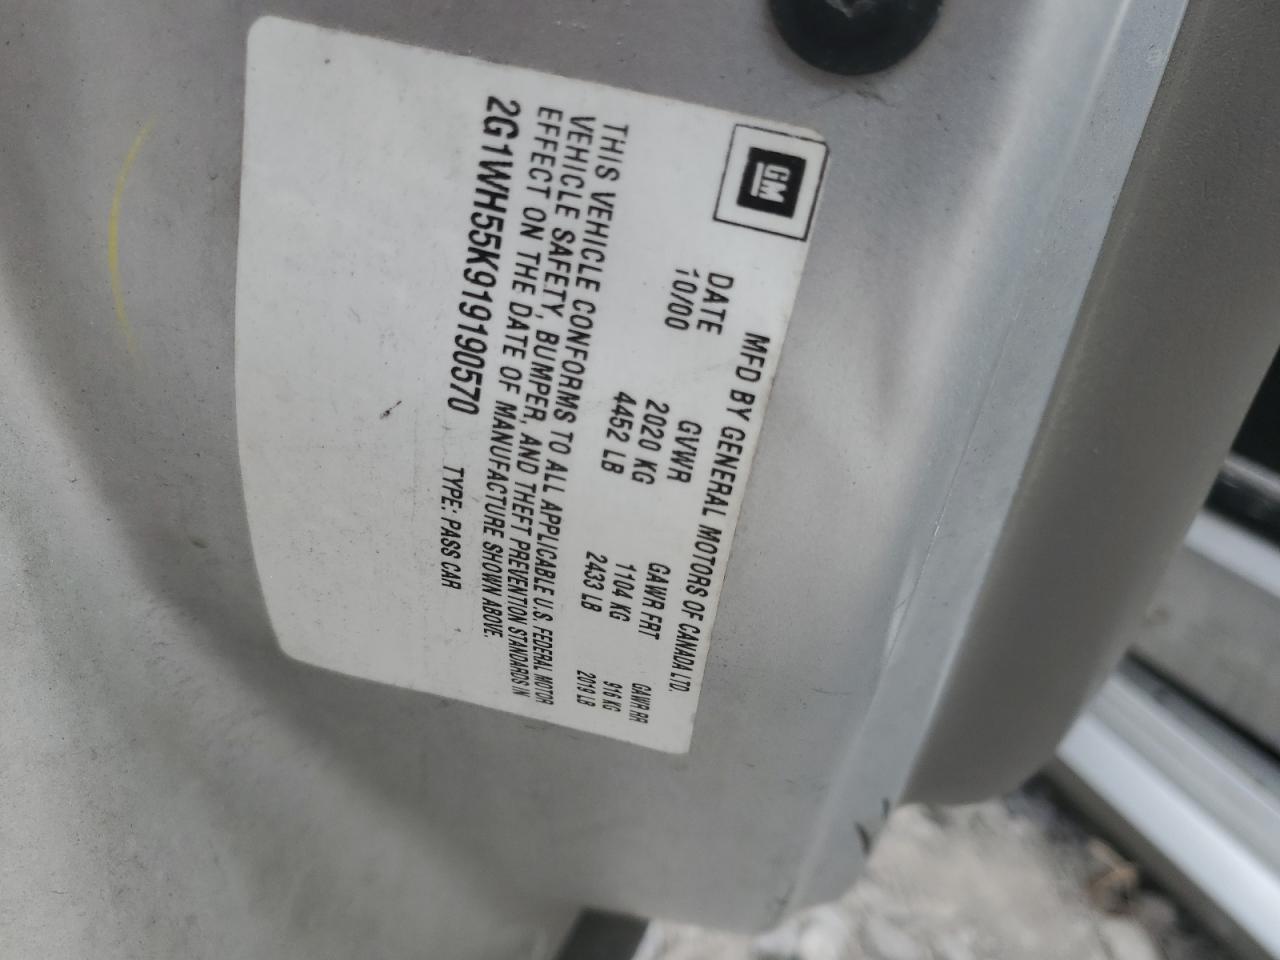 GM
MFD BY GENERAL MOTORS OF CANADA LTD.
DATE GVWR GAWR FRT GAWR RR
10/00 2020 KG 1104 KG 916 KG
4452 LB 2433 LB 2019 LB
THIS VEHICLE CONFORMS TO ALL APPLICABLE U.S. FEDERAL MOTOR
VEHICLE SAFETY, BUMPER, AND THEFT PREVENTION STANDARDS IN
EFFECT ON THE DATE OF MANUFACTURE SHOWN ABOVE.
2G1WH55K919190570 TYPE: PASS CAR